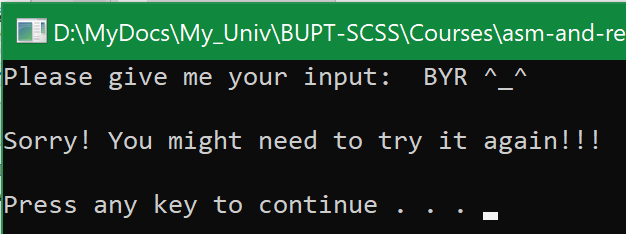 D:\MyDocs\My_Univ\BUPT-SCSS\Courses\asm-and-re
Please give me your input:  BYR ^_^
Sorry! You might need to try it again!!!
Press any key to continue . . .